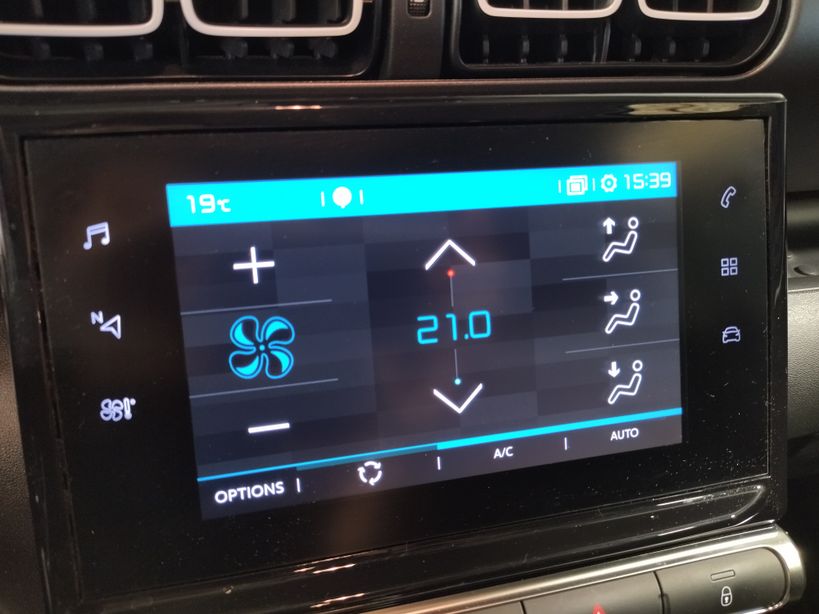 19℃
15:39
N
21.0
OPTIONS
A/C
AUTO